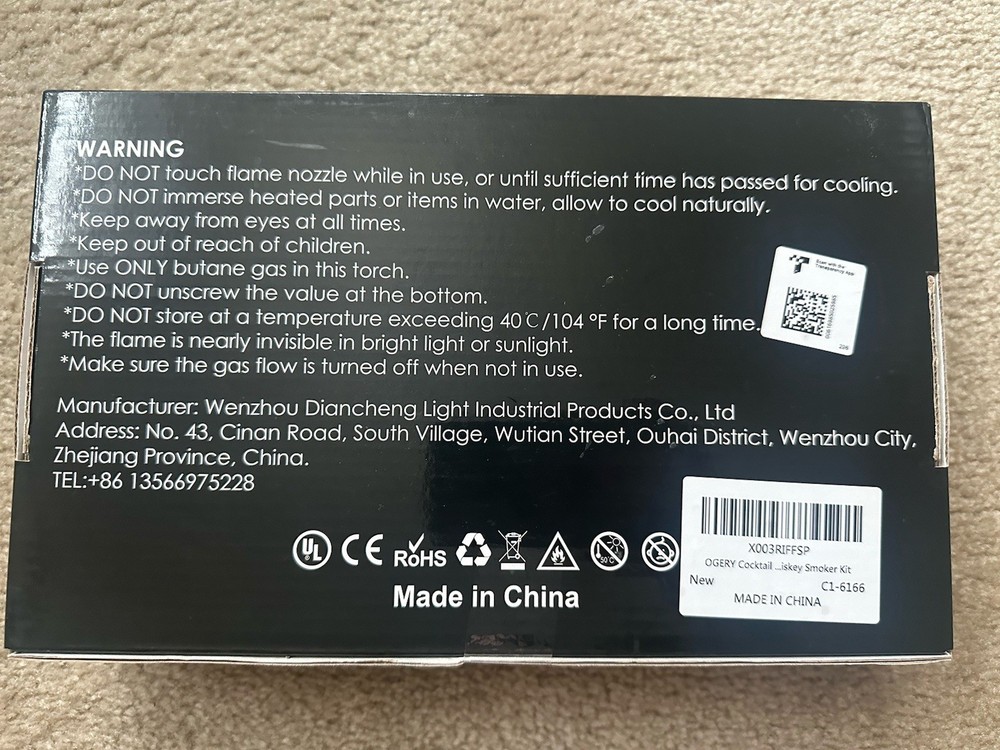 WARNING
*DO NOT touch flame nozzle while in use, or until sufficient time has passed for cooling.
*DO NOT immerse heated parts or items in water, allow to cool naturally.
*Keep away from eyes at all times.
*Keep out of reach of children.
*Use ONLY butane gas in this torch.
*DO NOT unscrew the value at the bottom.
*DO NOT store at a temperature exceeding 40℃/104 °F for a long time.
*The flame is nearly invisible in bright light or sunlight.
*Make sure the gas flow is turned off when not in use.
Scan with the
Transparency App
Manufacturer: Wenzhou Diancheng Light Industrial Products Co., Ltd
Address: No. 43, Cinan Road, South Village, Wutian Street, Ouhai District, Wenzhou City,
Zhejiang Province, China.
TEL:+86 13566975228
UL CE RoHS 50°C
Made in China
X003RIFFSP
OGERY Cocktail ...iskey Smoker Kit
New C1-6166
MADE IN CHINA